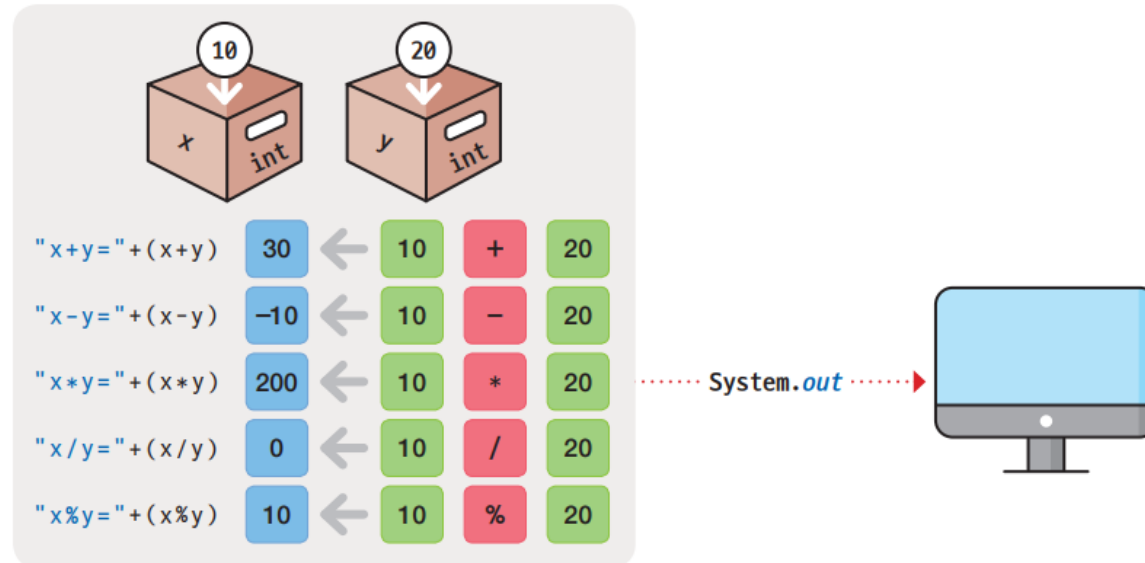 10 20
x int y int
"x+y="+(x+y) 30 10 + 20
"x-y="+(x-y) −10 10 − 20
"x*y="+(x*y) 200 10 * 20
System.out
"x/y="+(x/y) 0 10 / 20
"x%y="+(x%y) 10 10 % 20